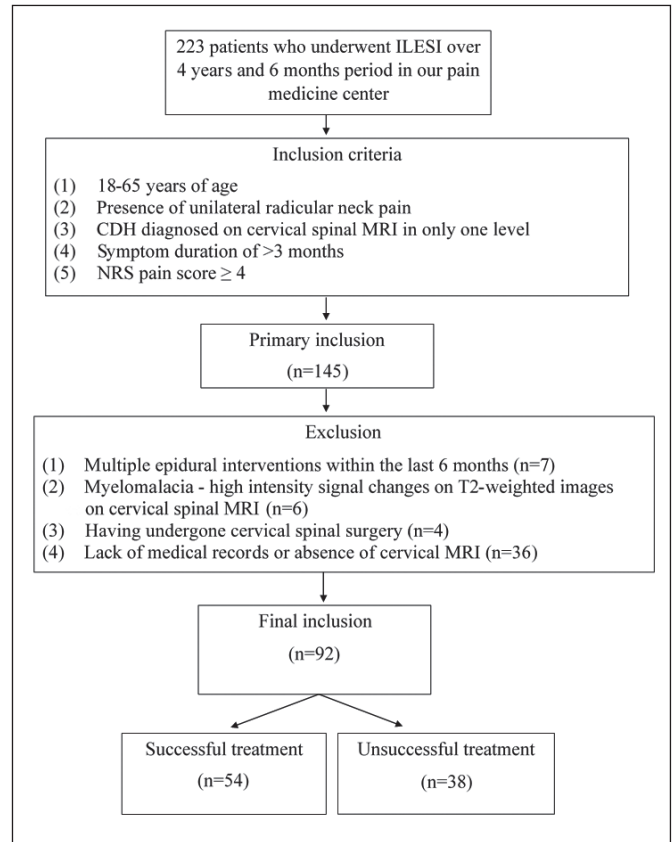 223 patients who underwent ILESI over
4 years and 6 months period in our pain
medicine center
Inclusion criteria
(1) 18-65 years of age
(2) Presence of unilateral radicular neck pain
(3) CDH diagnosed on cervical spinal MRI in only one level
(4) Symptom duration of >3 months
(5) NRS pain score ≥ 4
Primary inclusion
(n=145)
Exclusion
(1) Multiple epidural interventions within the last 6 months (n=7)
(2) Myelomalacia - high intensity signal changes on T2-weighted images
on cervical spinal MRI (n=6)
(3) Having undergone cervical spinal surgery (n=4)
(4) Lack of medical records or absence of cervical MRI (n=36)
Final inclusion
(n=92)
Successful treatment
(n=54)
Unsuccessful treatment
(n=38)